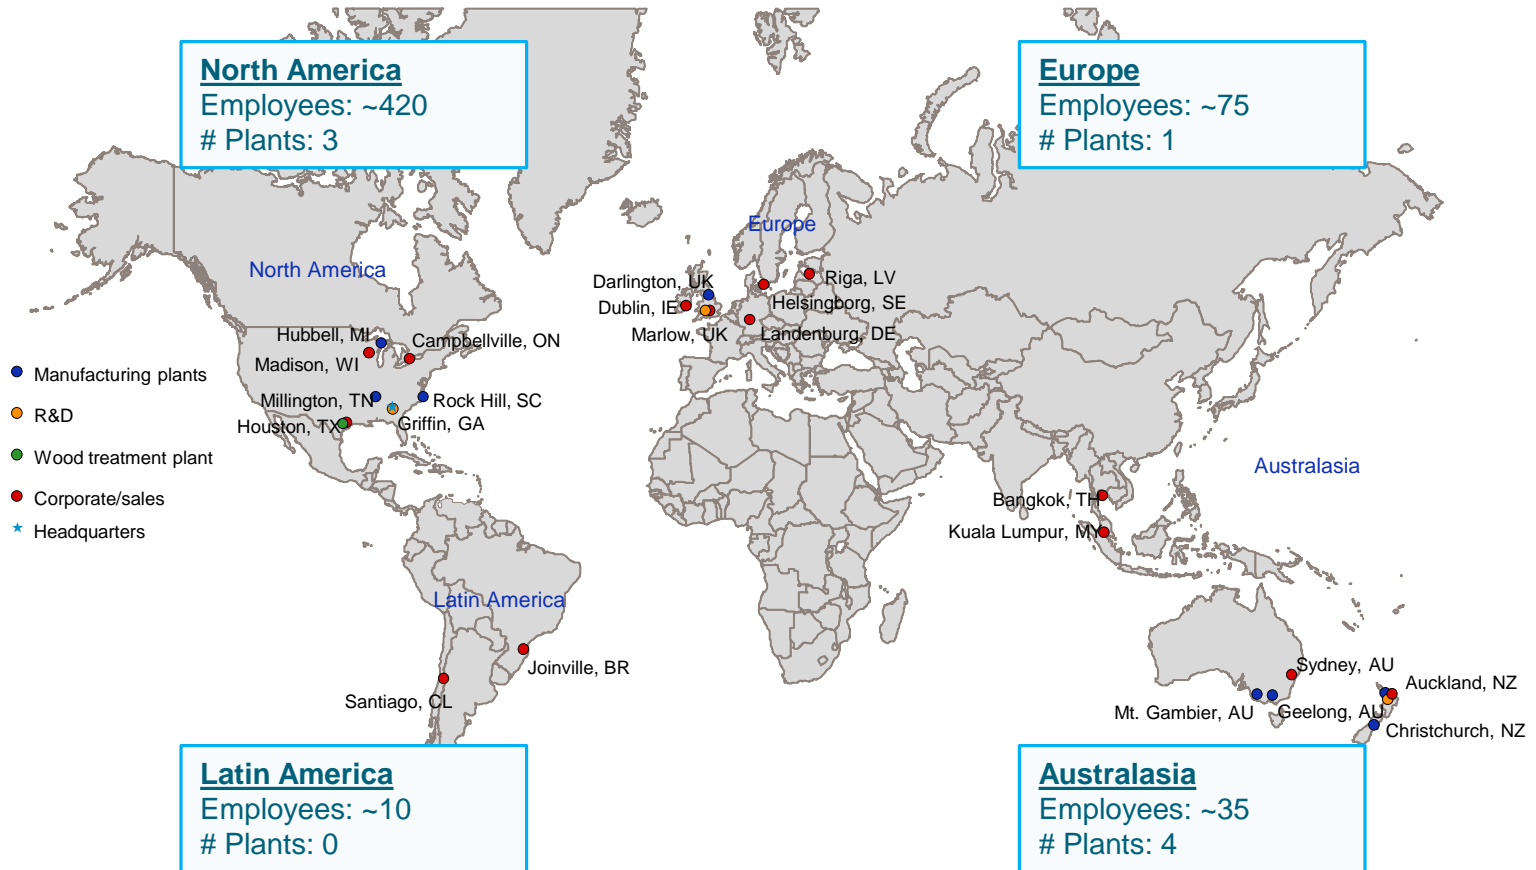 North America
Employees: ~420
# Plants: 3
Europe
Employees: ~75
# Plants: 1
Europe
North America
Darlington, UK
Riga, LV
Dublin, IE
Helsingborg, SE
Marlow, UK
Landenburg, DE
Hubbell, MI
Campbellville, ON
Madison, WI
Manufacturing plants
Millington, TN
Rock Hill, SC
R&D
Griffin, GA
Houston, TX
Wood treatment plant
Australasia
Corporate/sales
Bangkok, TH
Headquarters
Kuala Lumpur, MY
Latin America
Joinville, BR
Sydney, AU
Santiago, CL
Auckland, NZ
Mt. Gambier, AU
Geelong, AU
Christchurch, NZ
Latin America
Employees: ~10
# Plants: 0
Australasia
Employees: ~35
# Plants: 4